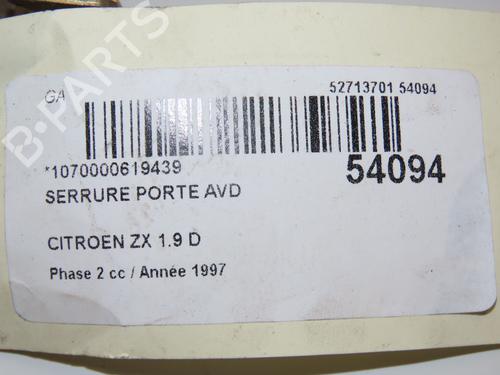 GA
52713701 54094
*1070000619439
54094
SERRURE PORTE AVD
CITROEN ZX 1.9 D
Phase 2 cc / Année 1997
B-PARTS